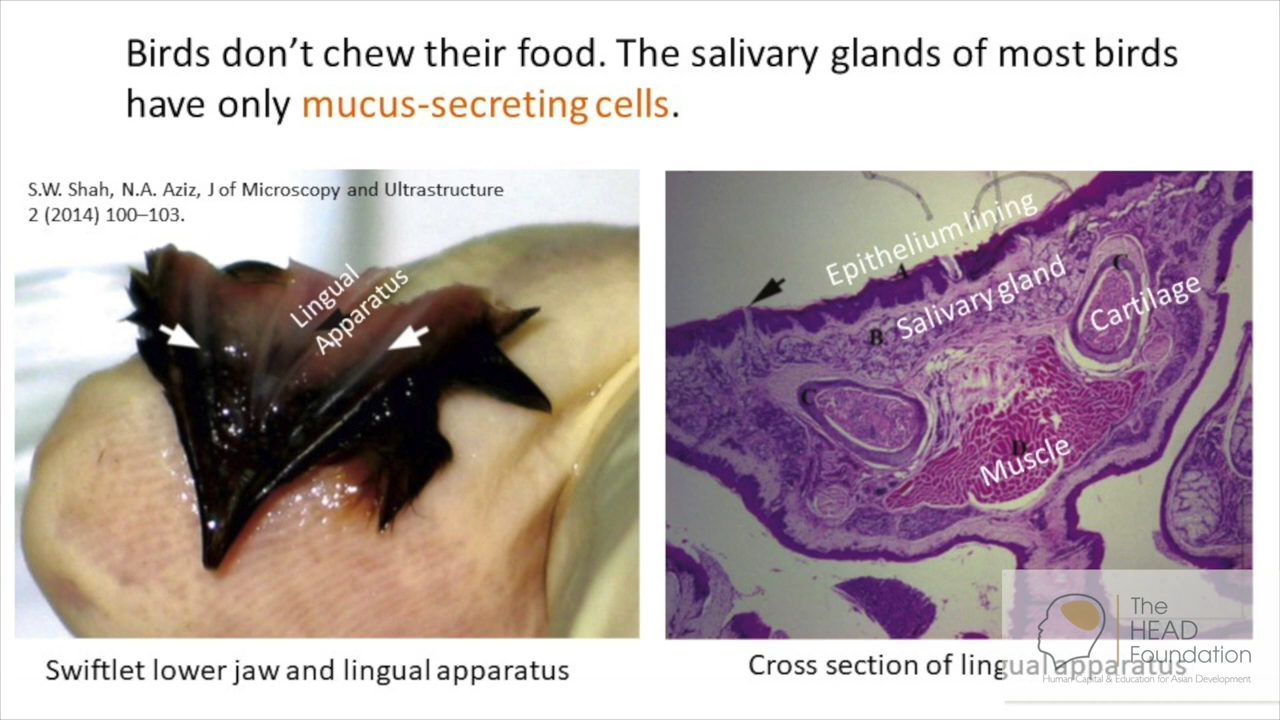 Birds don’t chew their food. The salivary glands of most birds
have only mucus-secreting cells.
S.W. Shah, N.A. Aziz, J of Microscopy and Ultrastructure
2 (2014) 100–103.
Lingual
Apparatus
Epithelium lining
A
Salivary gland
B
C
Cartilage
C
D
Muscle
Swiftlet lower jaw and lingual apparatus
Cross section of lingual apparatus
The
HEAD
Foundation
Human Capital & Education for Asian Development